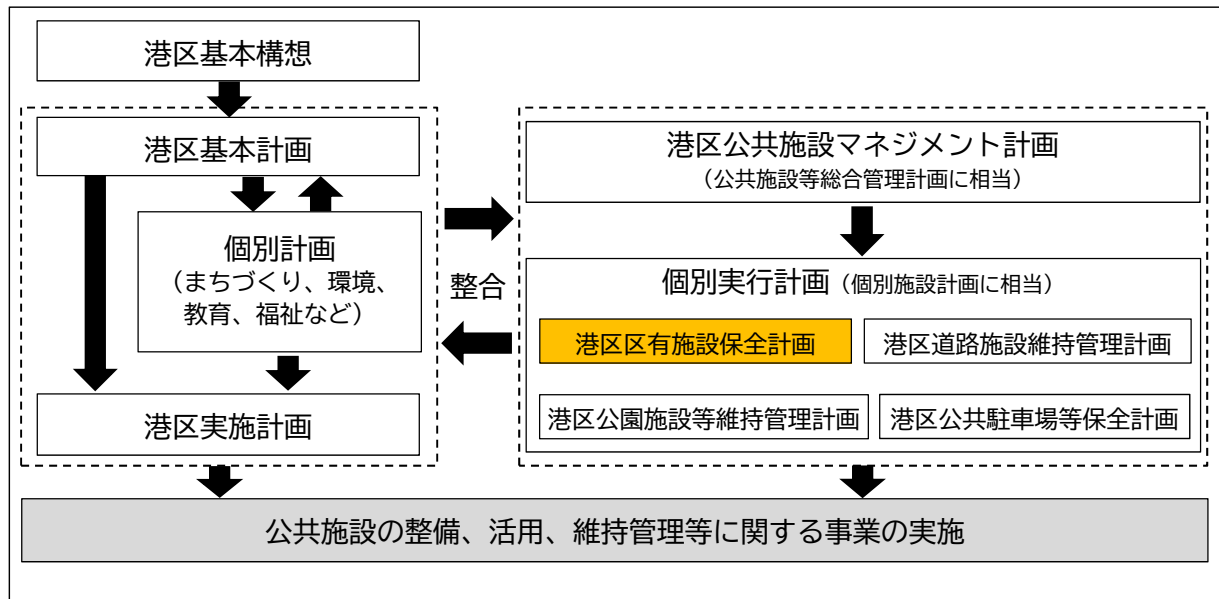 港区基本構想
港区基本計画
個別計画
(まちづくり、環境、
教育、福祉など)
港区実施計画
整合
港区公共施設マネジメント計画
(公共施設等総合管理計画に相当)
個別実行計画(個別施設計画に相当)
港区区有施設保全計画
港区道路施設維持管理計画
港区公園施設等維持管理計画
港区公共駐車場等保全計画
公共施設の整備、活用、維持管理等に関する事業の実施